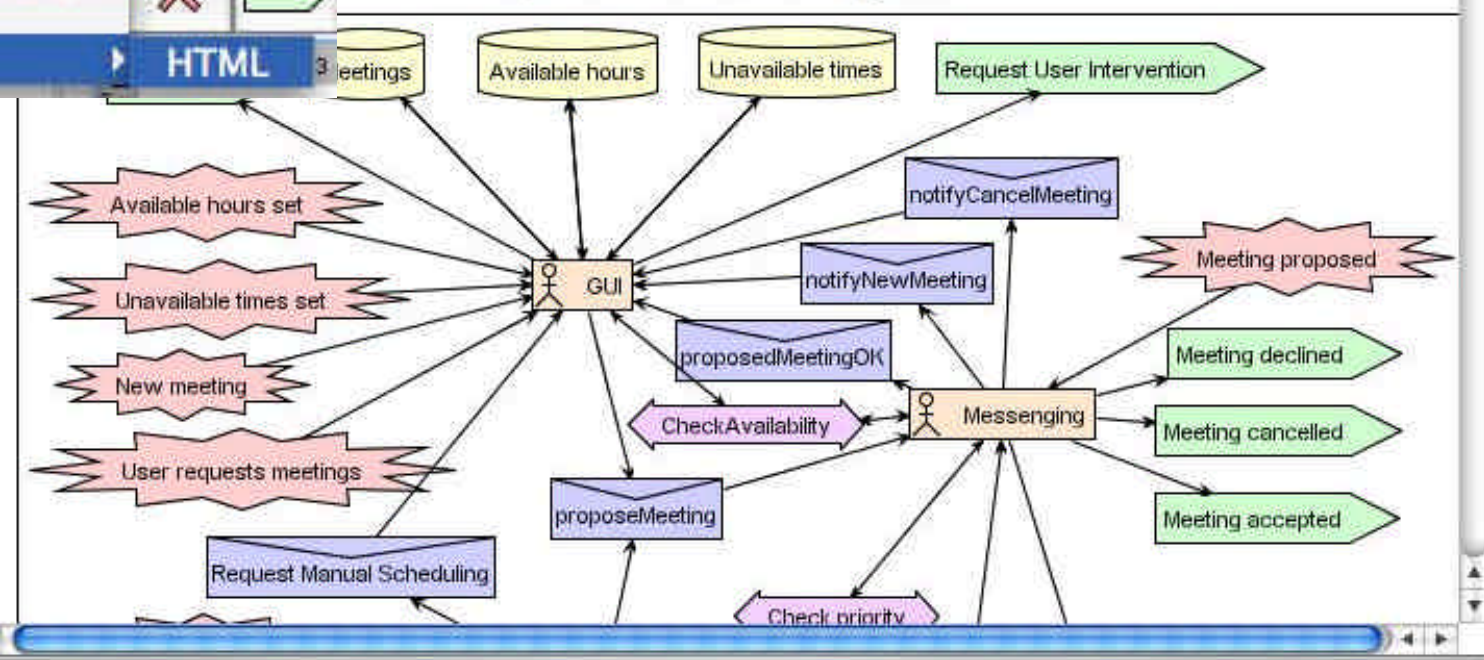 HTML
3
eetings
Available hours
Unavailable times
Request User Intervention
notifyCancelMeeting
Available hours set
Meeting proposed
GUI
notifyNewMeeting
Unavailable times set
proposedMeetingOK
Meeting declined
New meeting
Messenging
CheckAvailability
Meeting cancelled
User requests meetings
proposeMeeting
Meeting accepted
Request Manual Scheduling
Check priority